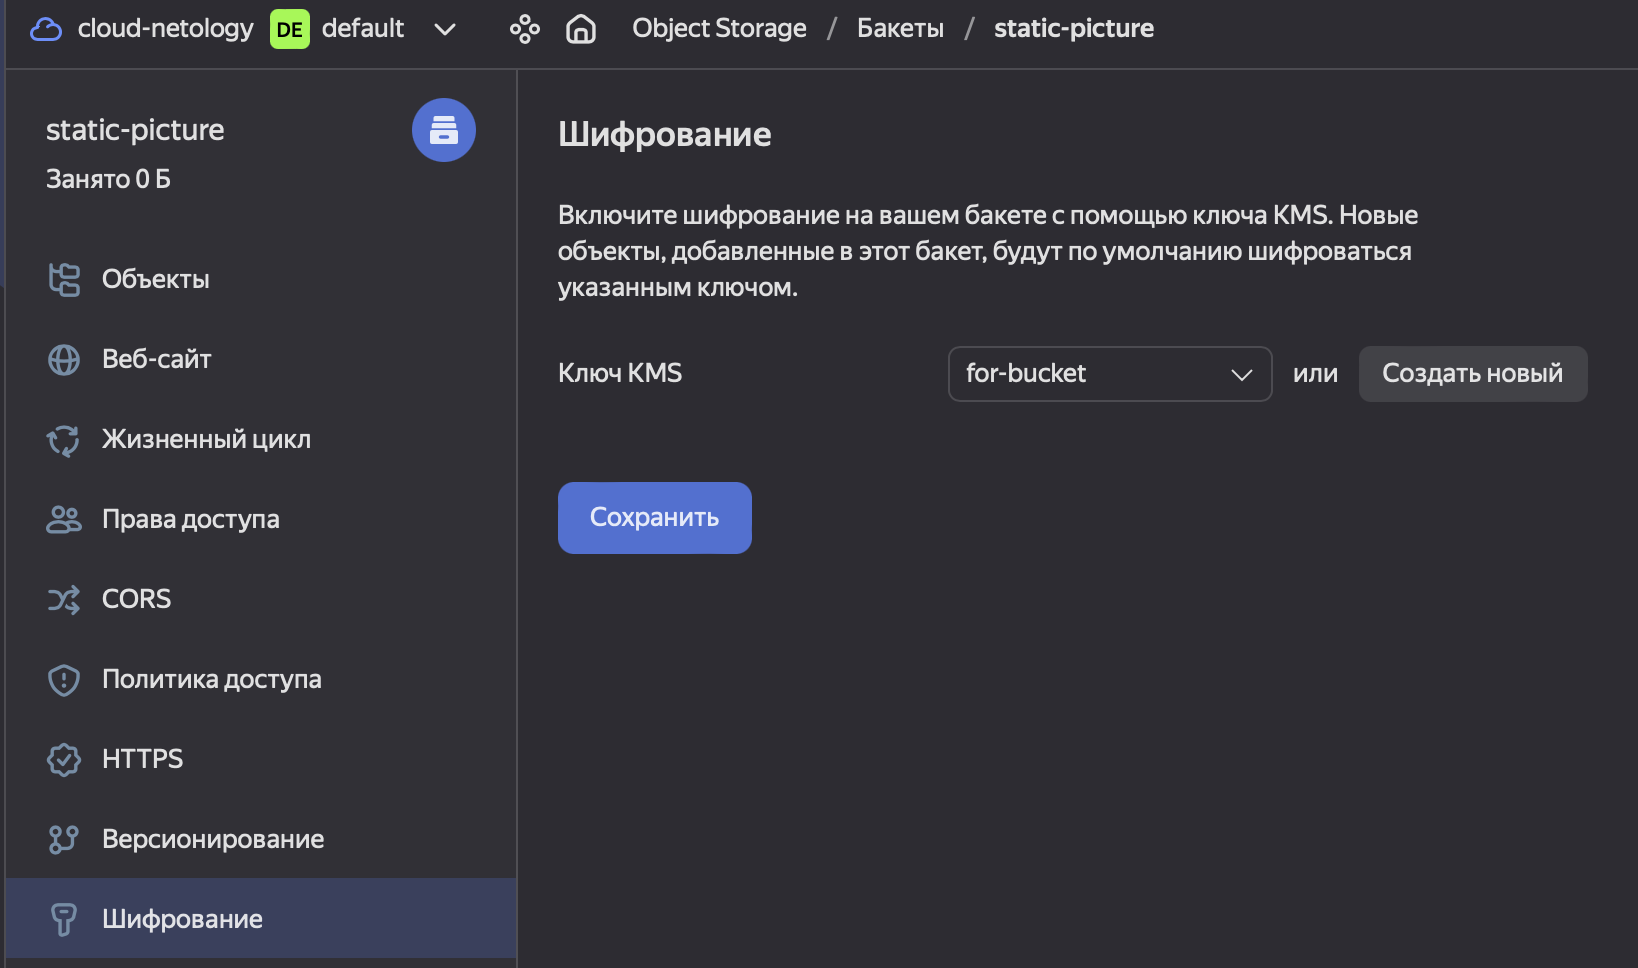 cloud-netology DE default Object Storage / Бакеты / static-picture
static-picture
Занято 0 Б
Объекты
Веб-сайт
Жизненный цикл
Права доступа
CORS
Политика доступа
HTTPS
Версионирование
Шифрование
Шифрование
Включите шифрование на вашем бакете с помощью ключа KMS. Новые
объекты, добавленные в этот бакет, будут по умолчанию шифроваться
указанным ключом.
Ключ KMS for-bucket или Создать новый
Сохранить